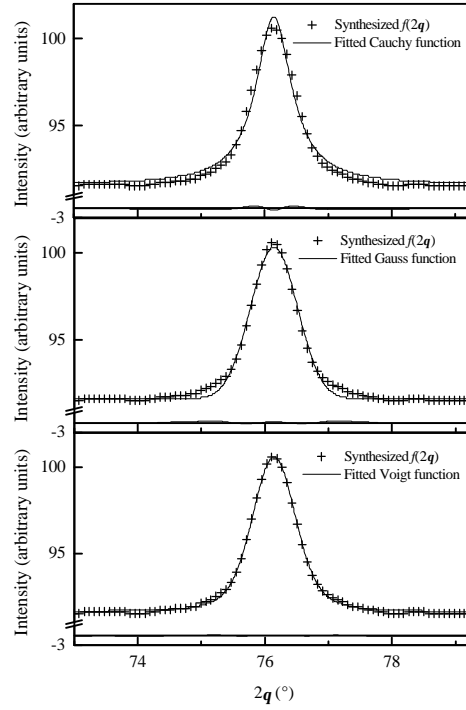 Synthesized f(2q)
Fitted Cauchy function
Intensity (arbitrary units)
100
95
-3
Synthesized f(2q)
Fitted Gauss function
Intensity (arbitrary units)
100
95
-3
Synthesized f(2q)
Fitted Voigt function
Intensity (arbitrary units)
100
95
-3
74
76
78
2q (°)